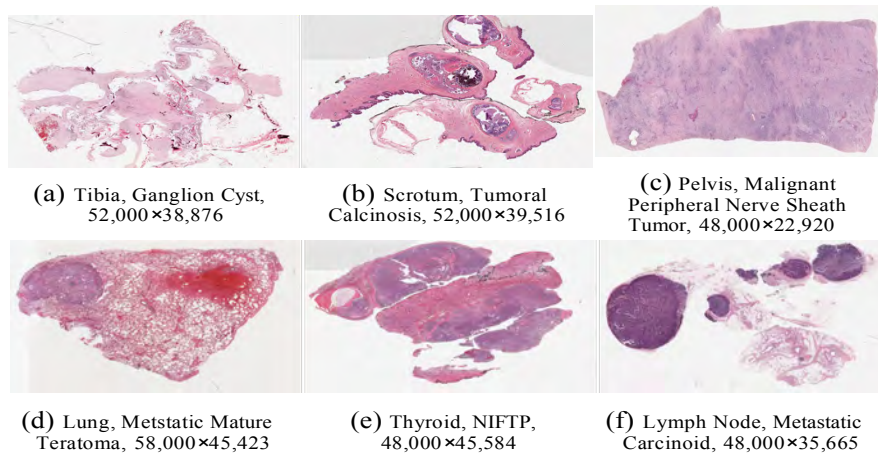 (a) Tibia, Ganglion Cyst,
52,000×38,876
(b) Scrotum, Tumoral
Calcinosis, 52,000×39,516
(c) Pelvis, Malignant
Peripheral Nerve Sheath
Tumor, 48,000×22,920
(d) Lung, Metstatic Mature
Teratoma, 58,000×45,423
(e) Thyroid, NIFTP,
48,000×45,584
(f) Lymph Node, Metastatic
Carcinoid, 48,000×35,665